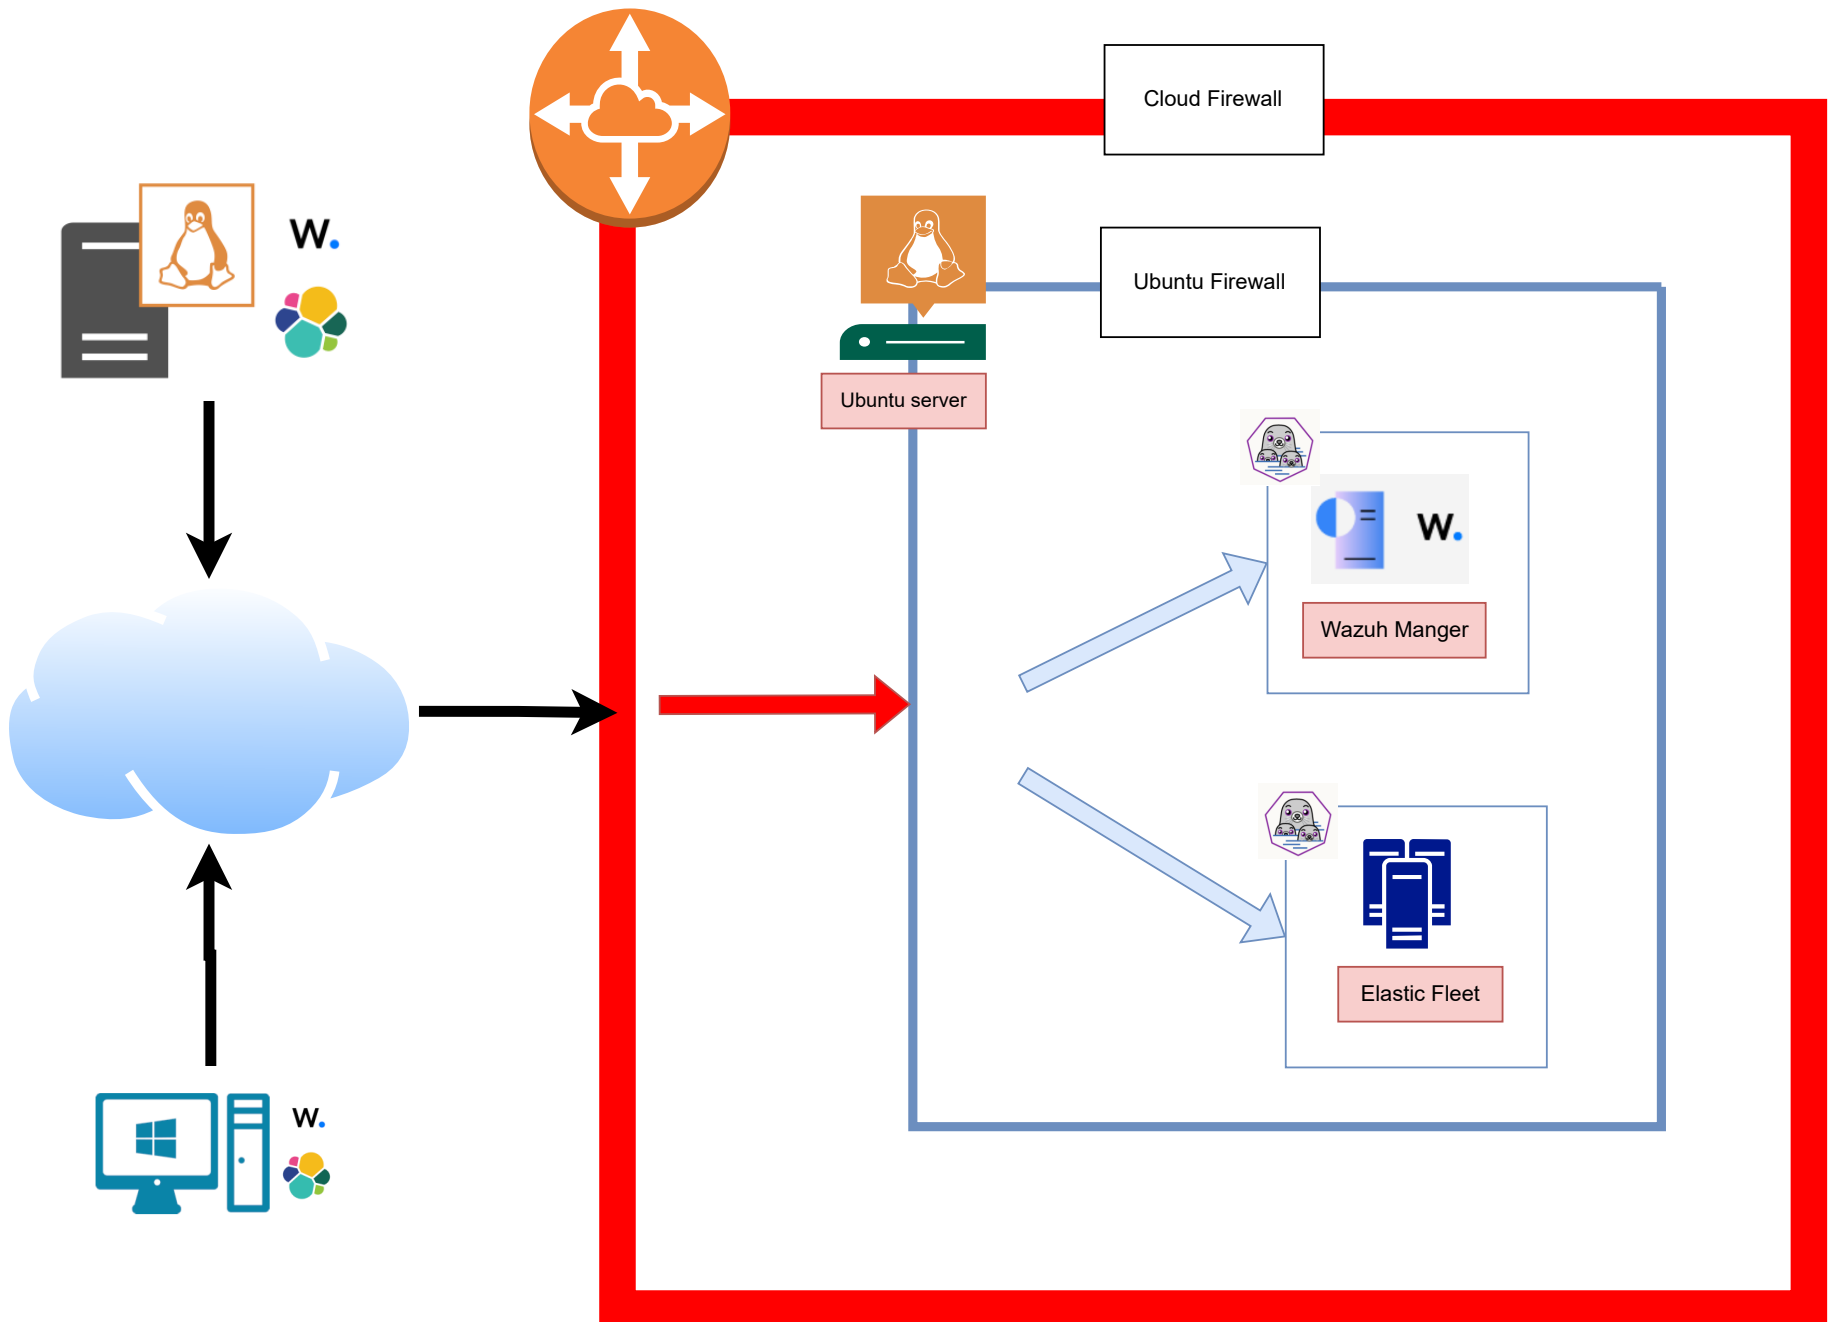 Cloud Firewall
W.
Ubuntu Firewall
Ubuntu server
W.
Wazuh Manger
Elastic Fleet
W.